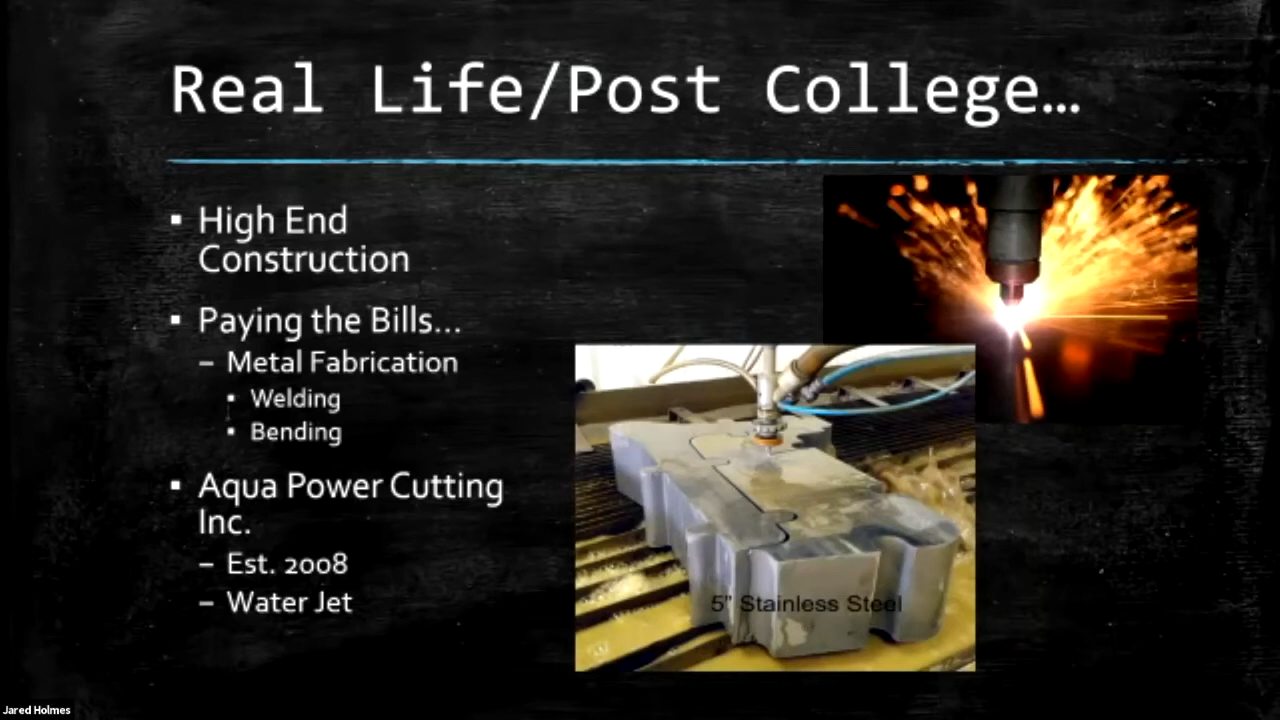 Real Life/Post College…
▪ High End
Construction
▪ Paying the Bills…
– Metal Fabrication
▪ Welding
▪ Bending
▪ Aqua Power Cutting
Inc.
– Est. 2008
– Water Jet
5" Stainless Steel
Jared Holmes